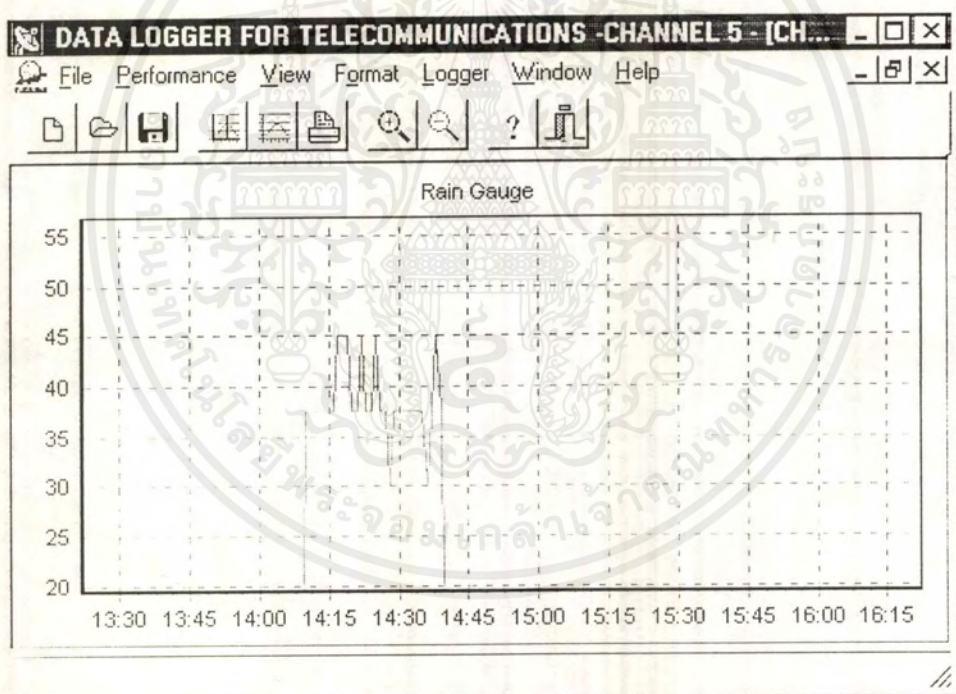 DATA LOGGER FOR TELECOMMUNICATIONS -CHANNEL 5 - [CH...
File Performance View Format Logger Window Help
Rain Gauge
55
50
45
40
35
30
25
20
13:30 13:45 14:00 14:15 14:30 14:45 15:00 15:15 15:30 15:45 16:00 16:15